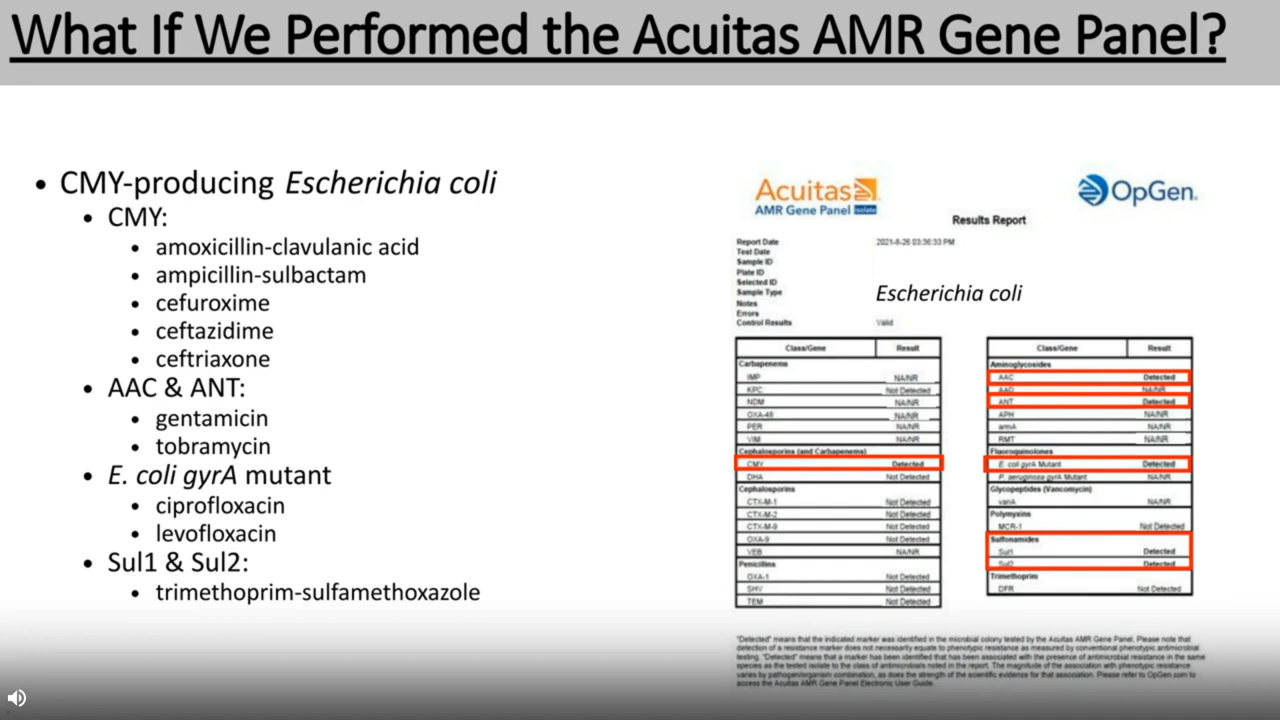 What If We Performed the Acuitas AMR Gene Panel?
• CMY-producing Escherichia coli
• CMY:
• amoxicillin-clavulanic acid
• ampicillin-sulbactam
• cefuroxime
• ceftazidime
• ceftriaxone
• AAC & ANT:
• gentamicin
• tobramycin
• E. coli gyrA mutant
• ciprofloxacin
• levofloxacin
• Sul1 & Sul2:
• trimethoprim-sulfamethoxazole
Acuitas
AMR Gene Panel Isolate
OpGen
Results Report
Report Date 2021-8-26 03:36:33 PM
Test Date
Sample ID
Plate ID
Selected ID
Sample Type Escherichia coli
Notes
Errors
Control Results Valid
Class/Gene Result
Carbapenems
IMP NA/NR
KPC Not Detected
NDM NA/NR
OXA-48 NA/NR
PER NA/NR
VIM NA/NR
Cephalosporins (and Carbapenems)
CMY Detected
DHA Not Detected
Cephalosporins
CTX-M-1 Not Detected
CTX-M-2 Not Detected
CTX-M-9 Not Detected
OXA-9 Not Detected
VEB NA/NR
Penicillins
OXA-1 Not Detected
SHV Not Detected
TEM Not Detected
Class/Gene Result
Aminoglycosides
AAC Detected
AAD NA/NR
ANT Detected
APH NA/NR
armA NA/NR
RMT NA/NR
Fluoroquinolones
E. coli gyrA Mutant Detected
P. aeruginosa gyrA Mutant NA/NR
Glycopeptides (Vancomycin)
vanA NA/NR
Polymyxins
MCR-1 Not Detected
Sulfonamides
Sul1 Detected
Sul2 Detected
Trimethoprim
DFR Not Detected
"Detected" means that the indicated marker was identified in the microbial colony tested by the Acuitas AMR Gene Panel. Please note that
detection of a resistance marker does not necessarily equate to phenotypic resistance as measured by conventional phenotypic antimicrobial
testing. "Detected" means that a marker has been identified that has been associated with the presence of antimicrobial resistance in the same
species as the tested isolate to the class of antimicrobials noted in the report. The magnitude of the association with phenotypic resistance
varies by pathogen/organism combination, as does the strength of the scientific evidence for that association. Please refer to OpGen.com to
access the Acuitas AMR Gene Panel Electronic User Guide.